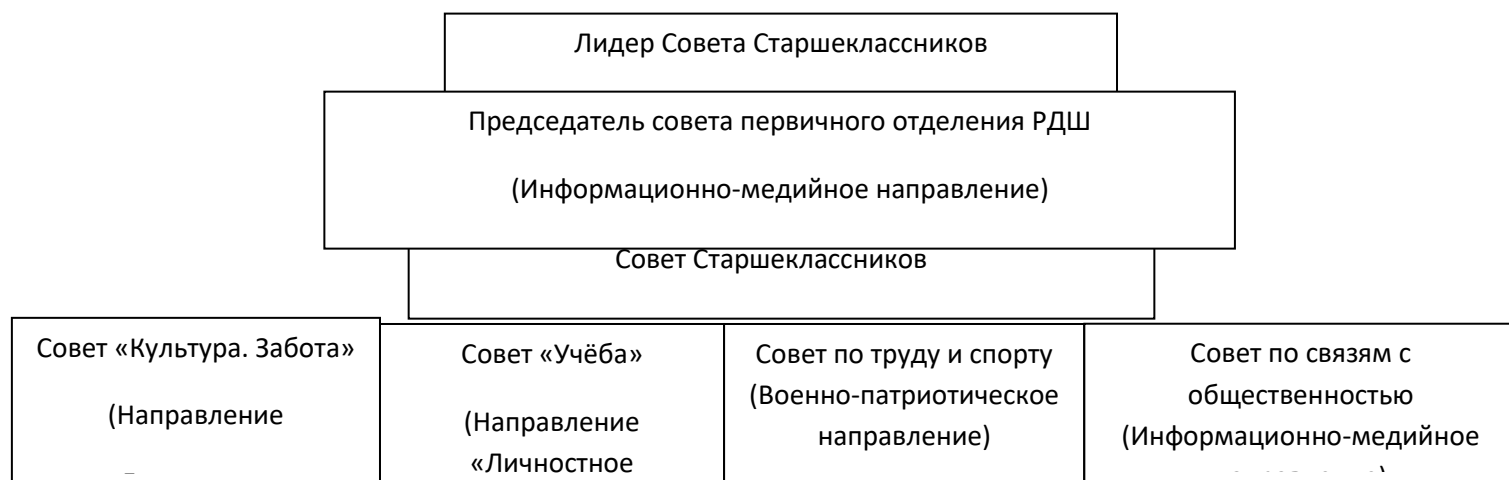 Лидер Совета Старшеклассников
Председатель совета первичного отделения РДШ
(Информационно-медийное направление)
Совет Старшеклассников
Совет «Культура. Забота»
(Направление
Совет «Учёба»
(Направление
«Личностное
Совет по труду и спорту
(Военно-патриотическое
направление)
Совет по связям с
общественностью
(Информационно-медийное